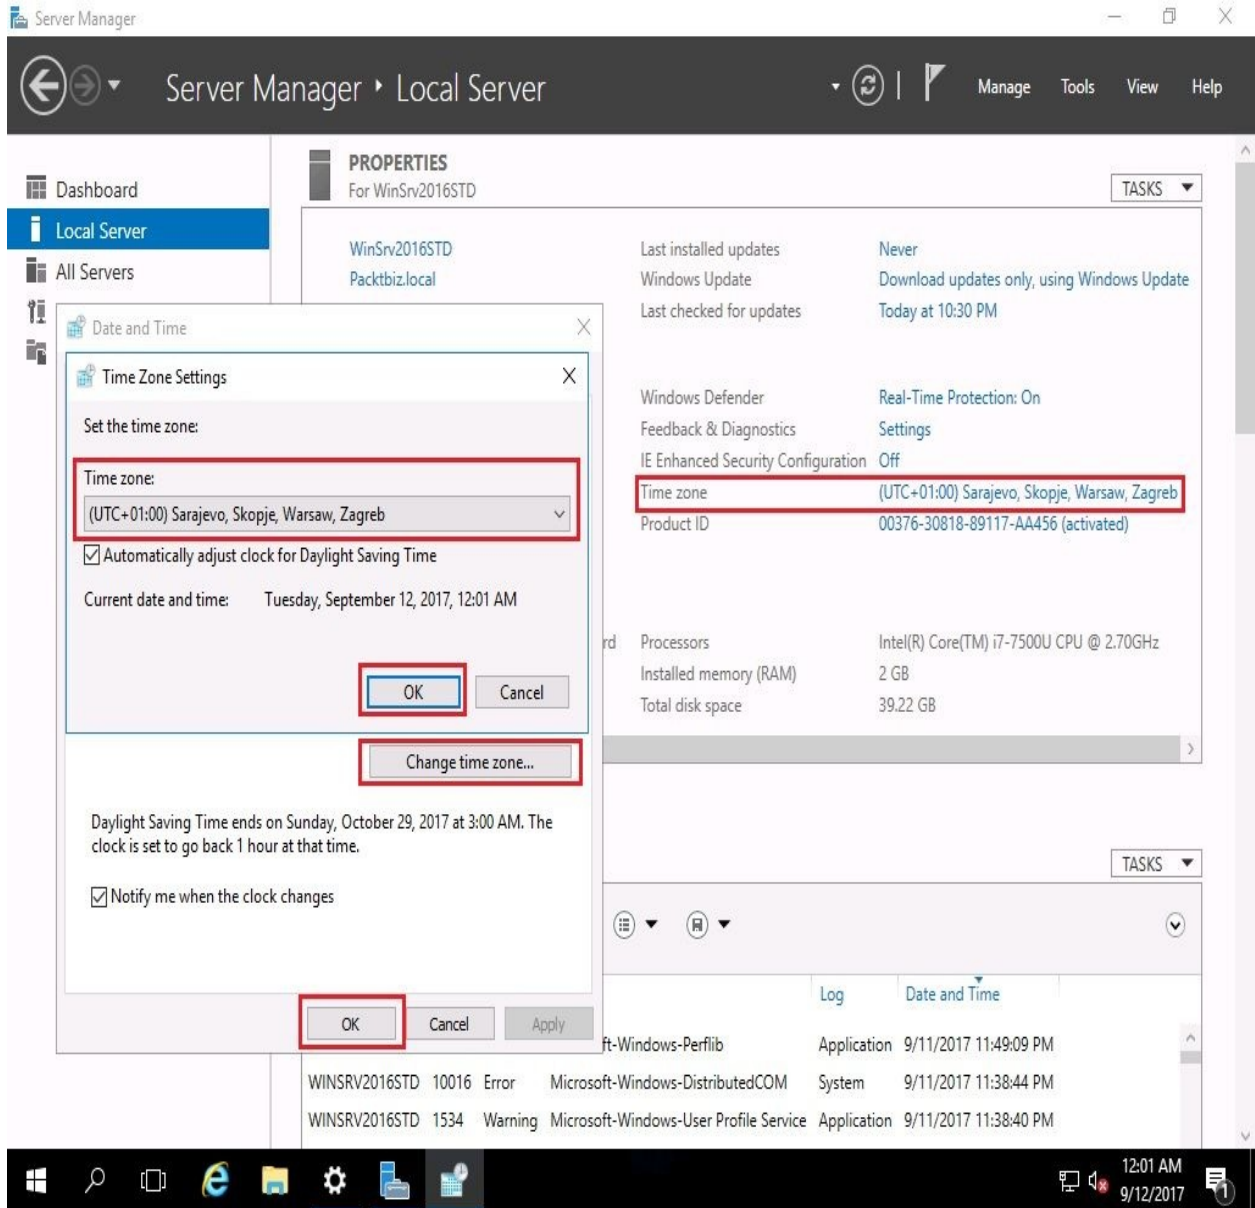 Server Manager
Server Manager Local Server
Manage Tools View Help
Dashboard
Local Server
All Servers
PROPERTIES
For WinSrv2016STD
TASKS
WinSrv2016STD
Packtbiz.local
Last installed updates Never
Windows Update Download updates only, using Windows Update
Last checked for updates Today at 10:30 PM
Windows Defender Real-Time Protection: On
Feedback & Diagnostics Settings
IE Enhanced Security Configuration Off
Time zone (UTC+01:00) Sarajevo, Skopje, Warsaw, Zagreb
Product ID 00376-30818-89117-AA456 (activated)
rd Processors Intel(R) Core(TM) i7-7500U CPU @ 2.70GHz
Installed memory (RAM) 2 GB
Total disk space 39.22 GB
Date and Time
Time Zone Settings
Set the time zone:
Time zone:
(UTC+01:00) Sarajevo, Skopje, Warsaw, Zagreb
Automatically adjust clock for Daylight Saving Time
Current date and time: Tuesday, September 12, 2017, 12:01 AM
OK Cancel
Change time zone...
Daylight Saving Time ends on Sunday, October 29, 2017 at 3:00 AM. The
clock is set to go back 1 hour at that time.
Notify me when the clock changes
OK Cancel Apply
TASKS
Log Date and Time
ft-Windows-Perflib Application 9/11/2017 11:49:09 PM
WINSRV2016STD 10016 Error Microsoft-Windows-DistributedCOM System 9/11/2017 11:38:44 PM
WINSRV2016STD 1534 Warning Microsoft-Windows-User Profile Service Application 9/11/2017 11:38:40 PM
12:01 AM
9/12/2017
1